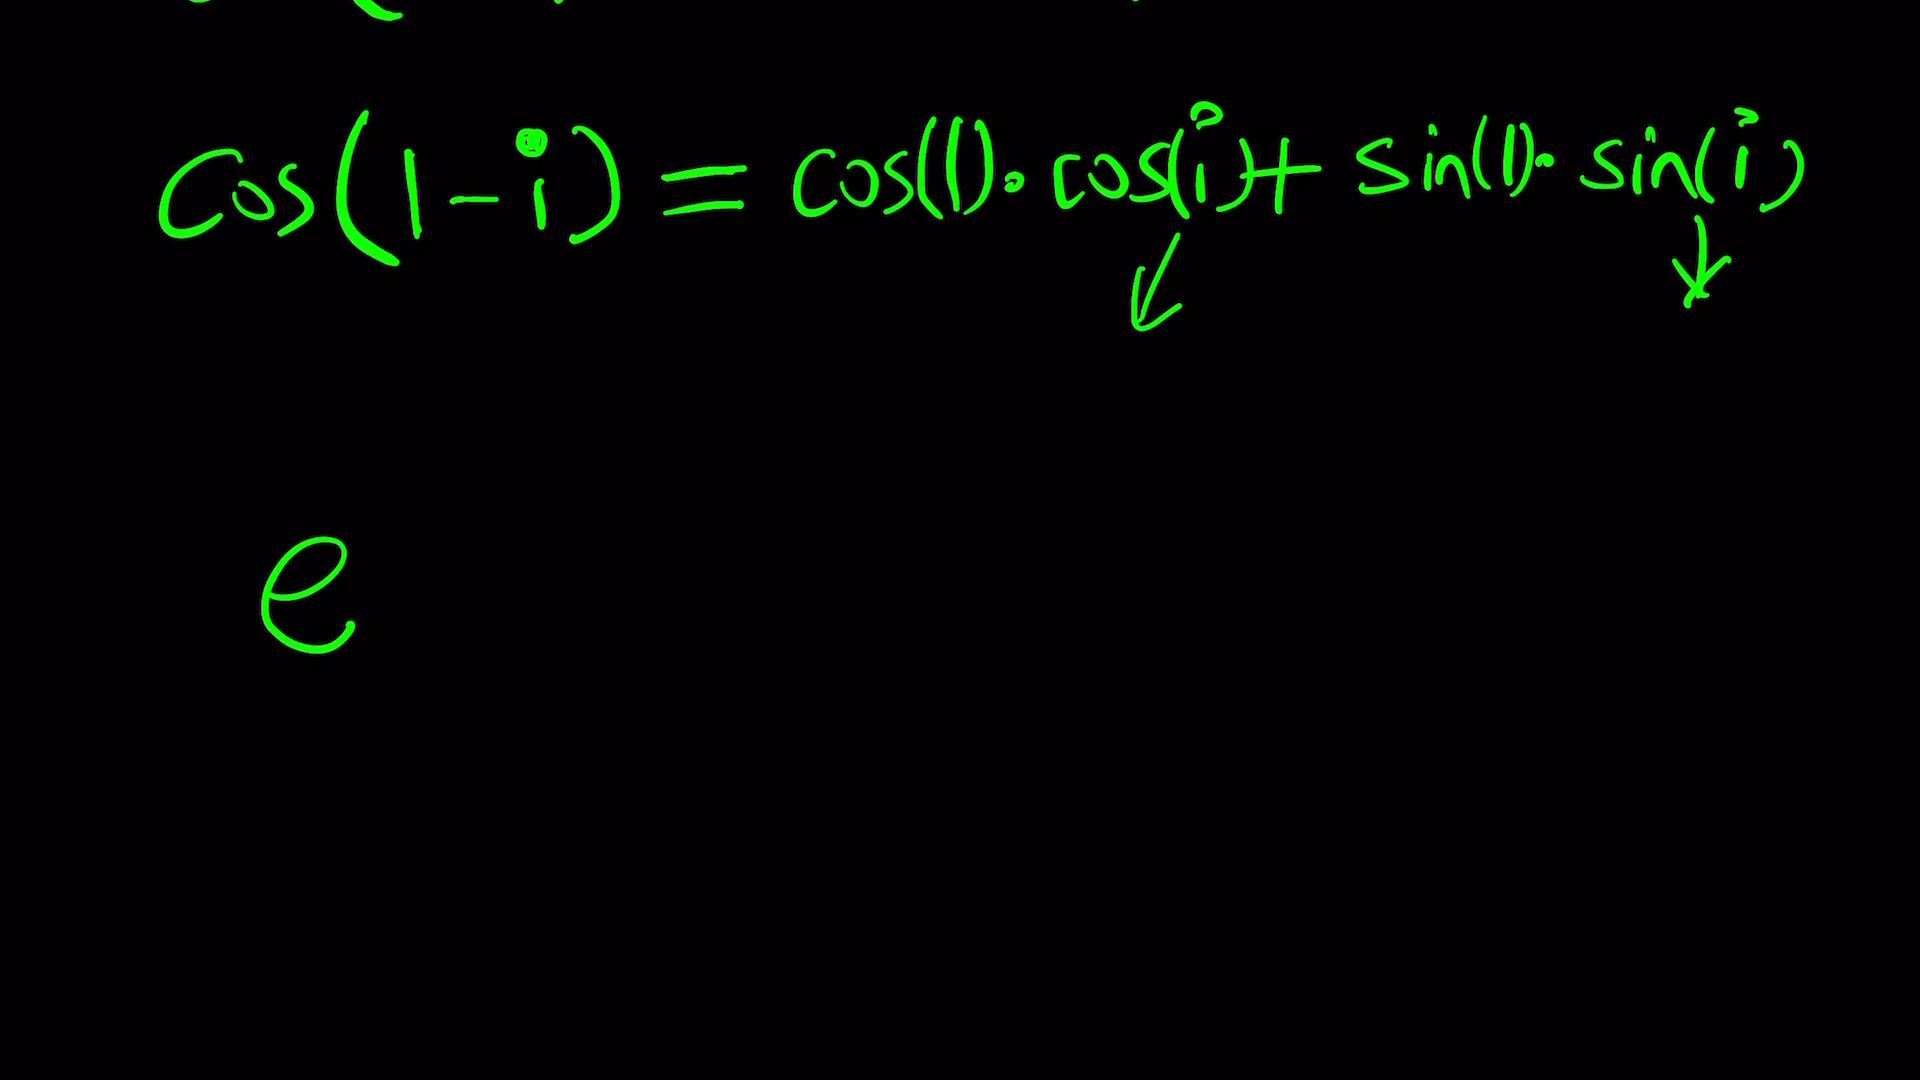 cos(1-i) = cos(1)·cos(i)+ sin(1)·sin(i)
e